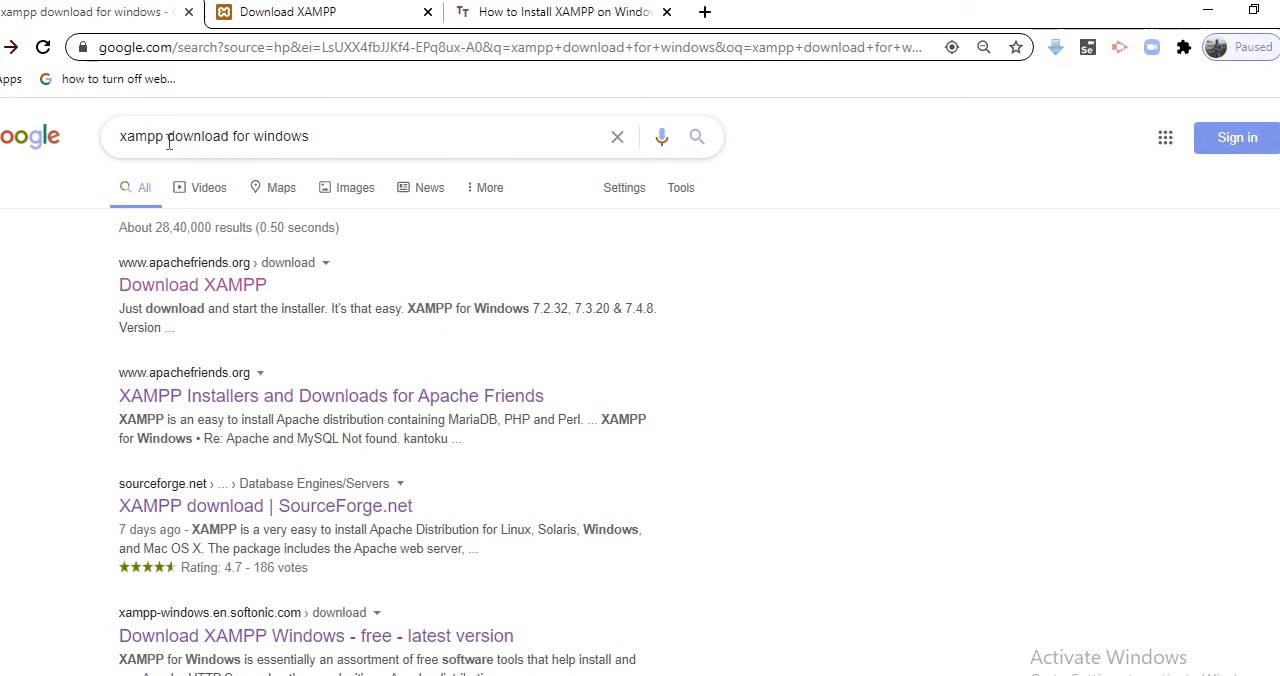 xampp download for windows -
Download XAMPP
How to Install XAMPP on Windo
google.com/search?source=hp&ei=LsUXX4fbJJKf4-EPq8ux-A0&q=xampp+download+for+windows&oq=xampp+download+for+w...
Se
Paused
pps
how to turn off web...
oogle
xampp download for windows
Sign in
All
Videos
Maps
Images
News
More
Settings
Tools
About 28,40,000 results (0.50 seconds)
www.apachefriends.org › download
Download XAMPP
Just download and start the installer. It's that easy. XAMPP for Windows 7.2.32, 7.3.20 & 7.4.8.
Version ...
www.apachefriends.org
XAMPP Installers and Downloads for Apache Friends
XAMPP is an easy to install Apache distribution containing MariaDB, PHP and Perl. ... XAMPP
for Windows • Re: Apache and MySQL Not found. kantoku ...
sourceforge.net › ... › Database Engines/Servers
XAMPP download | SourceForge.net
7 days ago - XAMPP is a very easy to install Apache Distribution for Linux, Solaris, Windows,
and Mac OS X. The package includes the Apache web server, ...
Rating: 4.7 - 186 votes
xampp-windows.en.softonic.com › download
Download XAMPP Windows - free - latest version
XAMPP for Windows is essentially an assortment of free software tools that help install and
Activate Windows